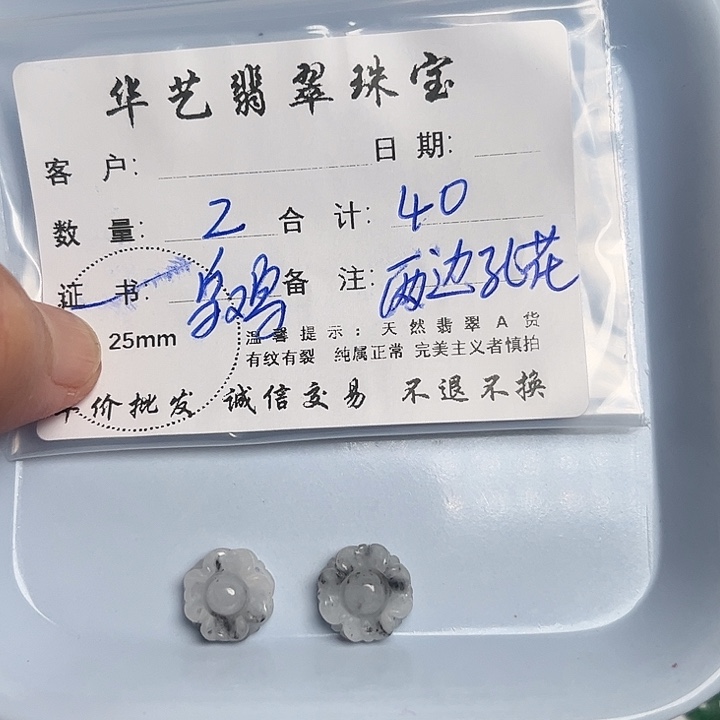 华艺翡翠珠宝
客 户: 日 期:
数 量: 2 合 计: 40
证 书: 乌鸡 备 注: 两边孔花
25mm 温馨提示: 天然翡翠A货
有纹有裂 纯属正常 完美主义者慎拍
价批发 诚信交易 不退不换